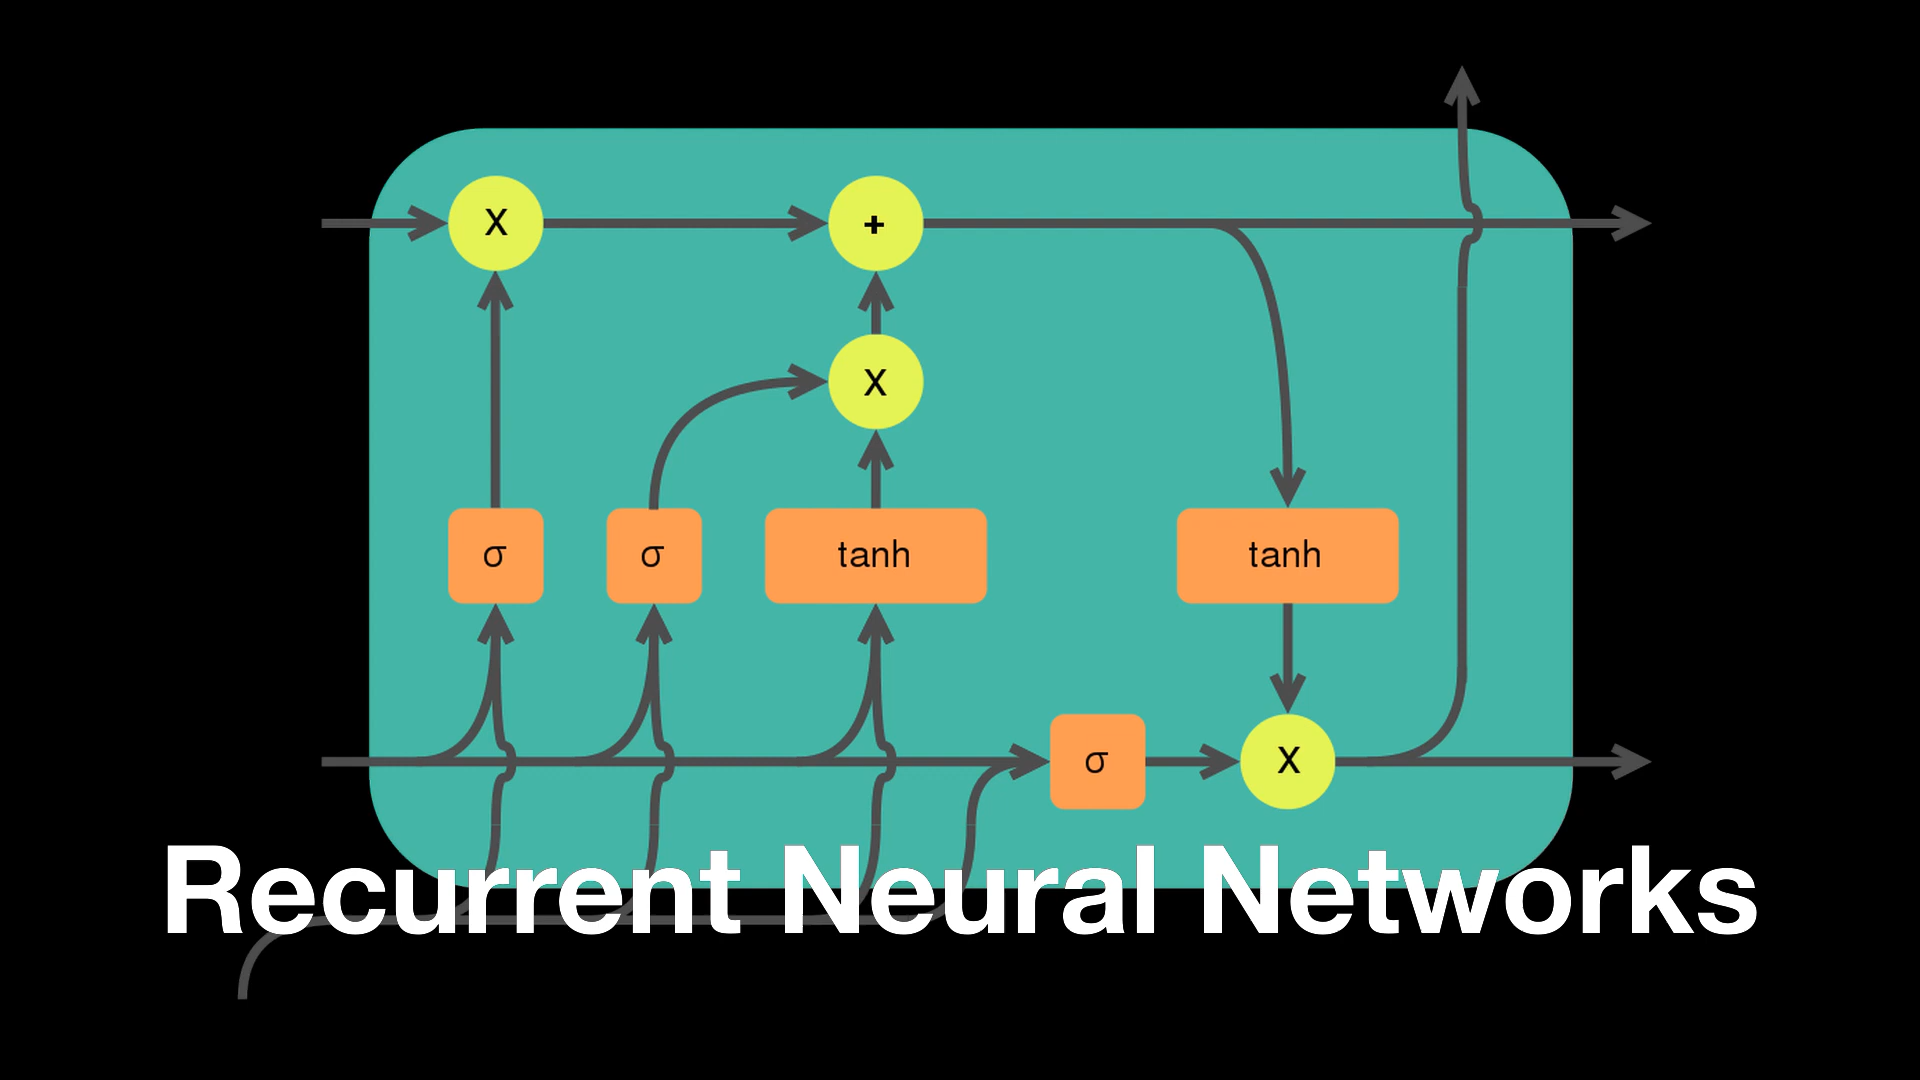 X
+
X
σ
σ
tanh
tanh
σ
X
Recurrent Neural Networks